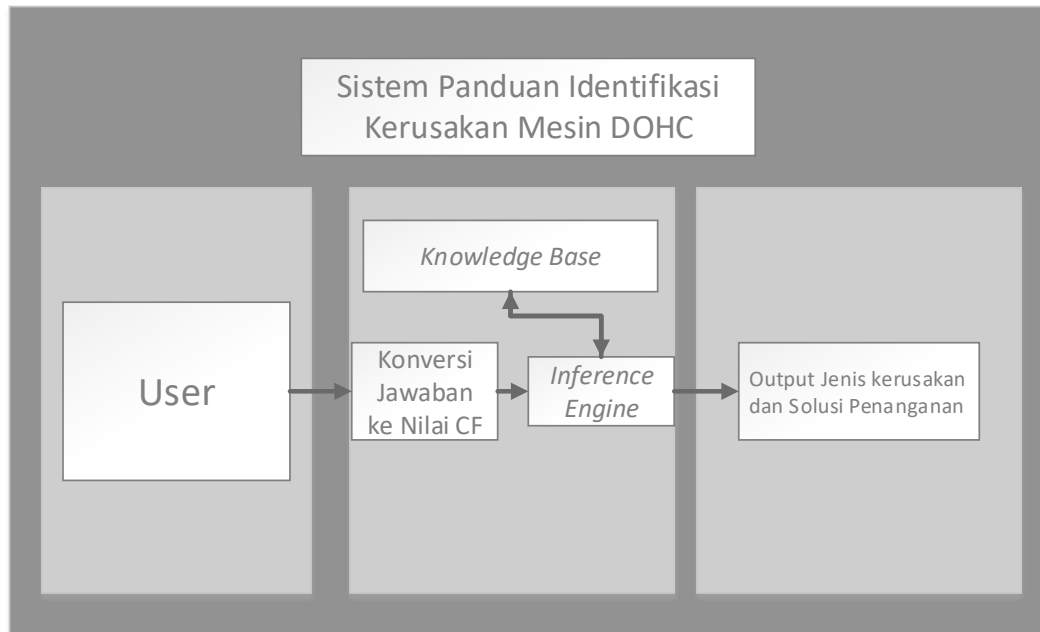 Sistem Panduan Identifikasi
Kerusakan Mesin DOHC
Knowledge Base
User
Konversi
Jawaban
ke Nilai CF
Inference
Engine
Output Jenis kerusakan
dan Solusi Penanganan